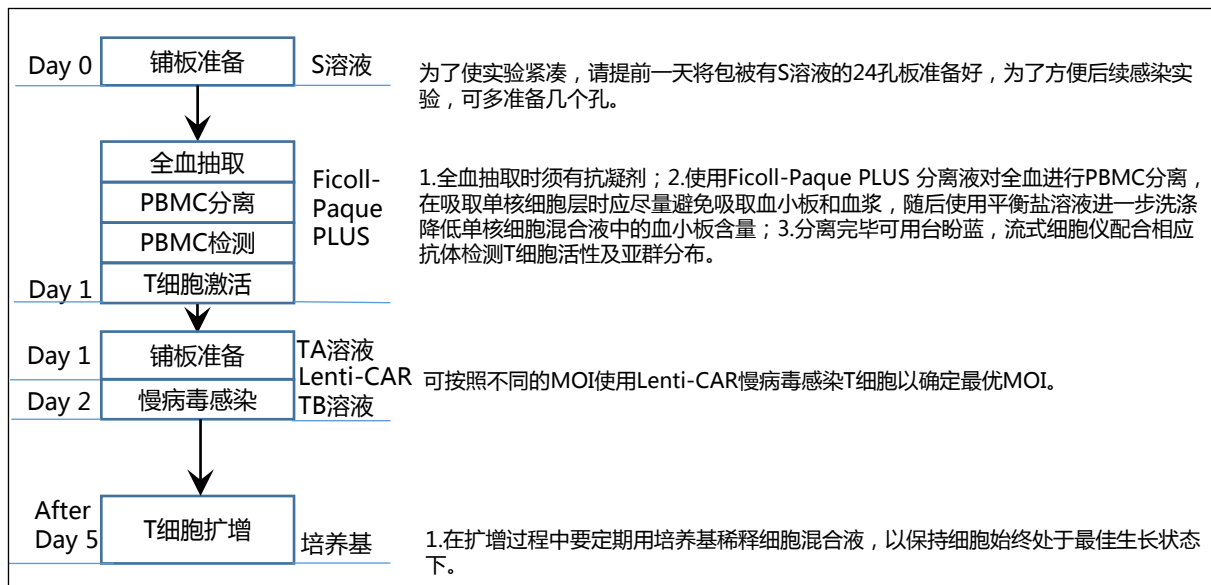 Day 0
铺板准备
S溶液
为了使实验紧凑，请提前一天将包被有S溶液的24孔板准备好，为了方便后续感染实
验，可多准备几个孔。
全血抽取
PBMC分离
PBMC检测
T细胞激活
Day 1
Ficoll-
Paque
PLUS
1.全血抽取时须有抗凝剂；2.使用Ficoll-Paque PLUS 分离液对全血进行PBMC分离，
在吸取单核细胞层时应尽量避免吸取血小板和血浆，随后使用平衡盐溶液进一步洗涤
降低单核细胞混合液中的血小板含量；3.分离完毕可用台盼蓝，流式细胞仪配合相应
抗体检测T细胞活性及亚群分布。
Day 1
铺板准备
TA溶液
Lenti-CAR
Day 2
慢病毒感染
TB溶液
可按照不同的MOI使用Lenti-CAR慢病毒感染T细胞以确定最优MOI。
After
Day 5
T细胞扩增
培养基
1.在扩增过程中要定期用培养基稀释细胞混合液，以保持细胞始终处于最佳生长状态
下。